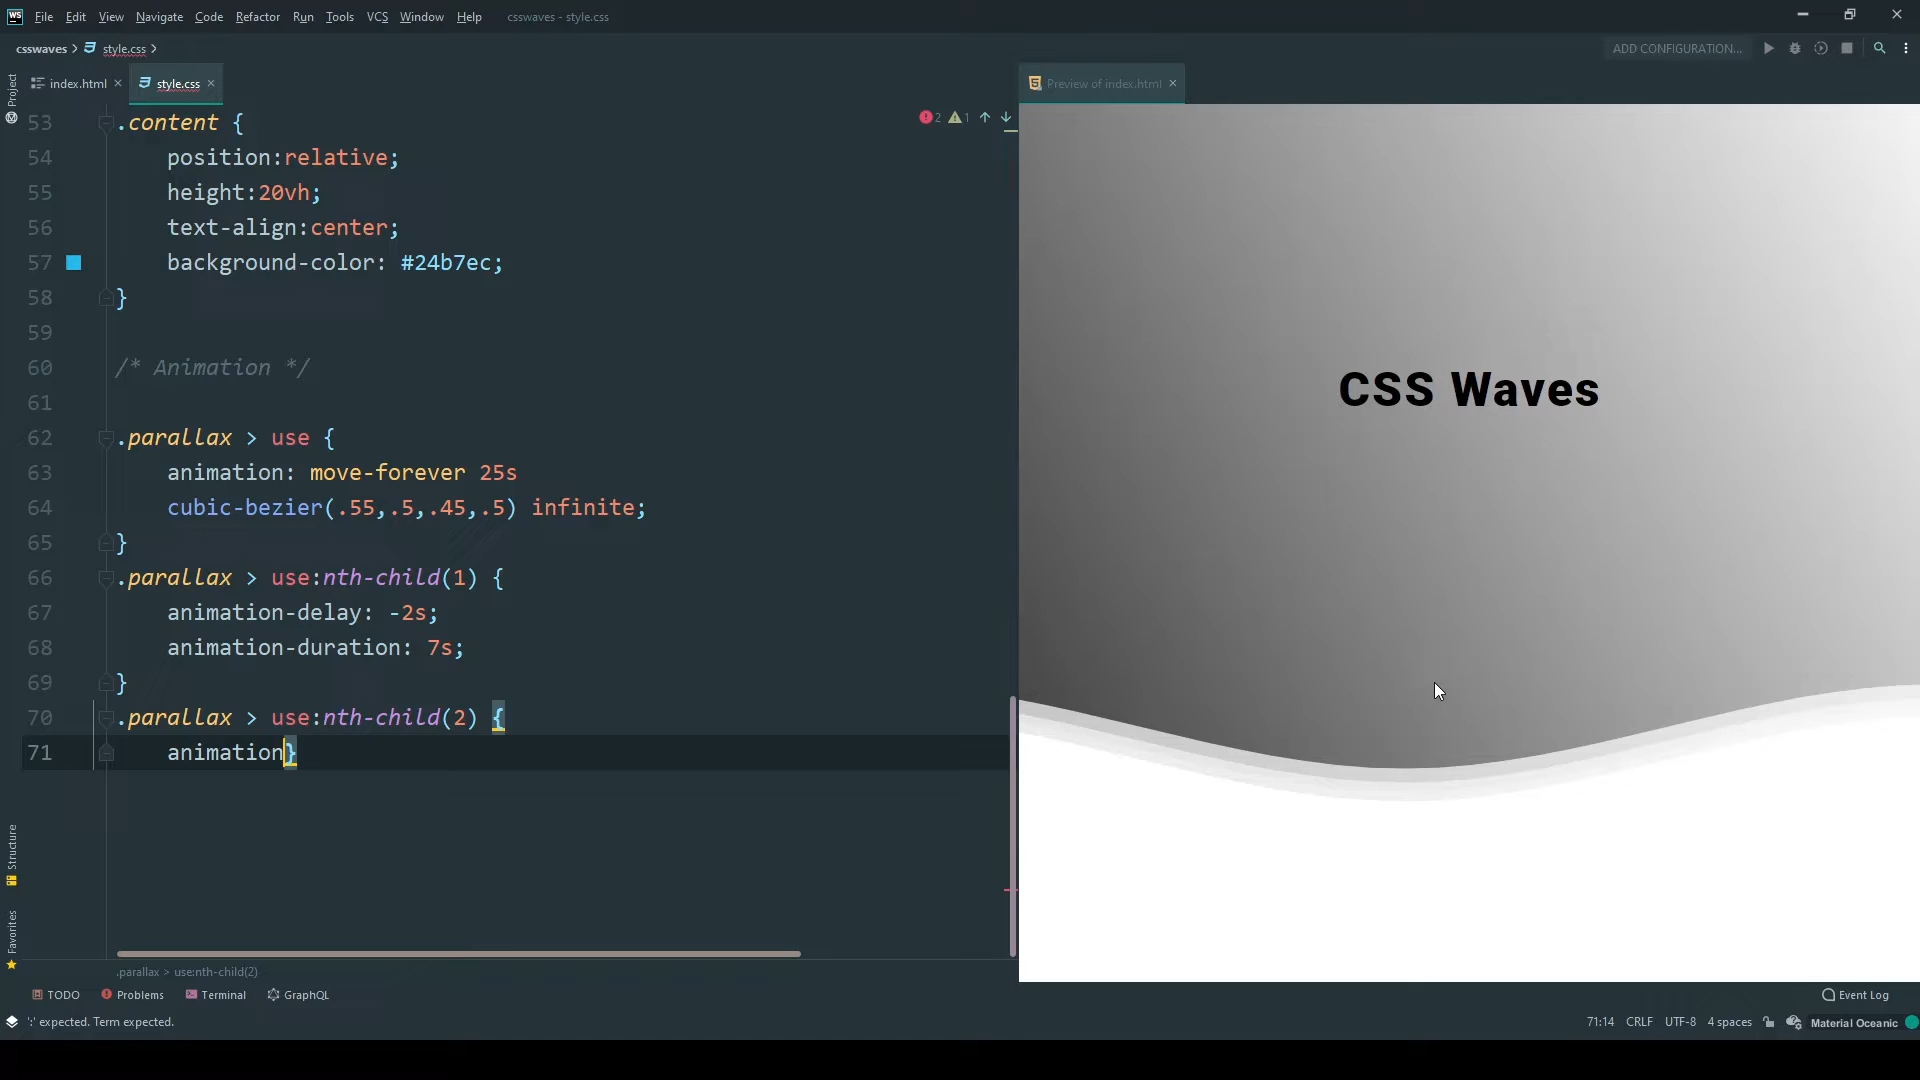 WS File Edit View Navigate Code Refactor Run Tools VCS Window Help csswaves - style.css
csswaves style.css ADD CONFIGURATION...
Project
index.html style.css Preview of index.html
2 1
53 .content {
54 position:relative;
55 height:20vh;
56 text-align:center;
57 background-color: #24b7ec;
58 }
59
60 /* Animation */
61
62 .parallax > use {
63 animation: move-forever 25s
64 cubic-bezier(.55,.5,.45,.5) infinite;
65 }
66 .parallax > use:nth-child(1) {
67 animation-delay: -2s;
68 animation-duration: 7s;
69 }
70 .parallax > use:nth-child(2) {
71 animation}
CSS Waves
Structure
Favorites
.parallax > use:nth-child(2)
TODO Problems Terminal GraphQL Event Log
':' expected. Term expected. 71:14 CRLF UTF-8 4 spaces Material Oceanic